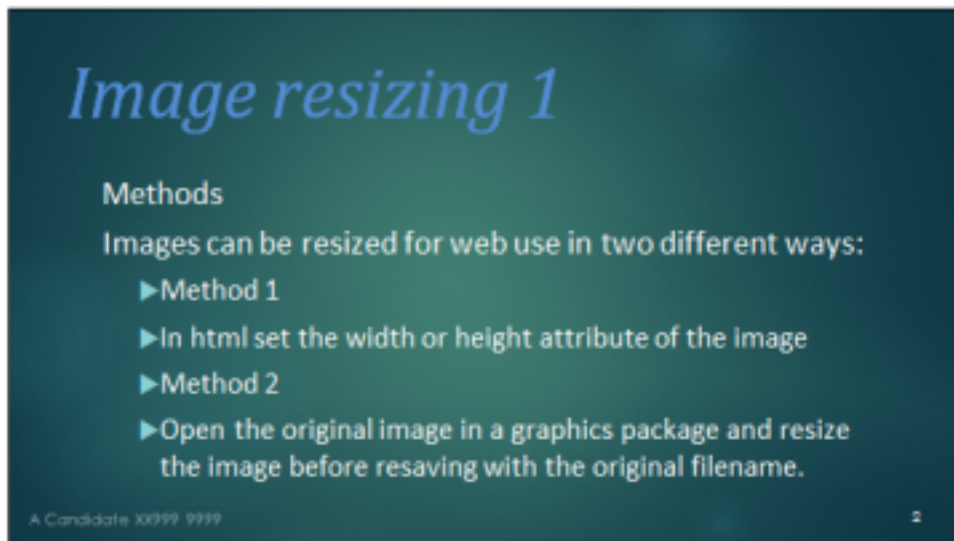 Image resizing 1
Methods
Images can be resized for web use in two different ways:
Method 1
In html set the width or height attribute of the image
Method 2
Open the original image in a graphics package and resize
the image before resaving with the original filename.
A Candidate XX999 9999
2